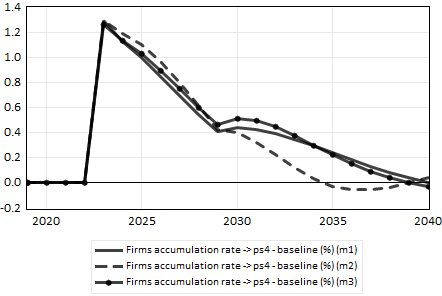 1.4
1.2
1.0
0.8
0.6
0.4
0.2
0.0
-0.2
2020 2025 2030 2035 2040
Firms accumulation rate -> ps4 - baseline (%) (m1)
Firms accumulation rate -> ps4 - baseline (%) (m2)
Firms accumulation rate -> ps4 - baseline (%) (m3)